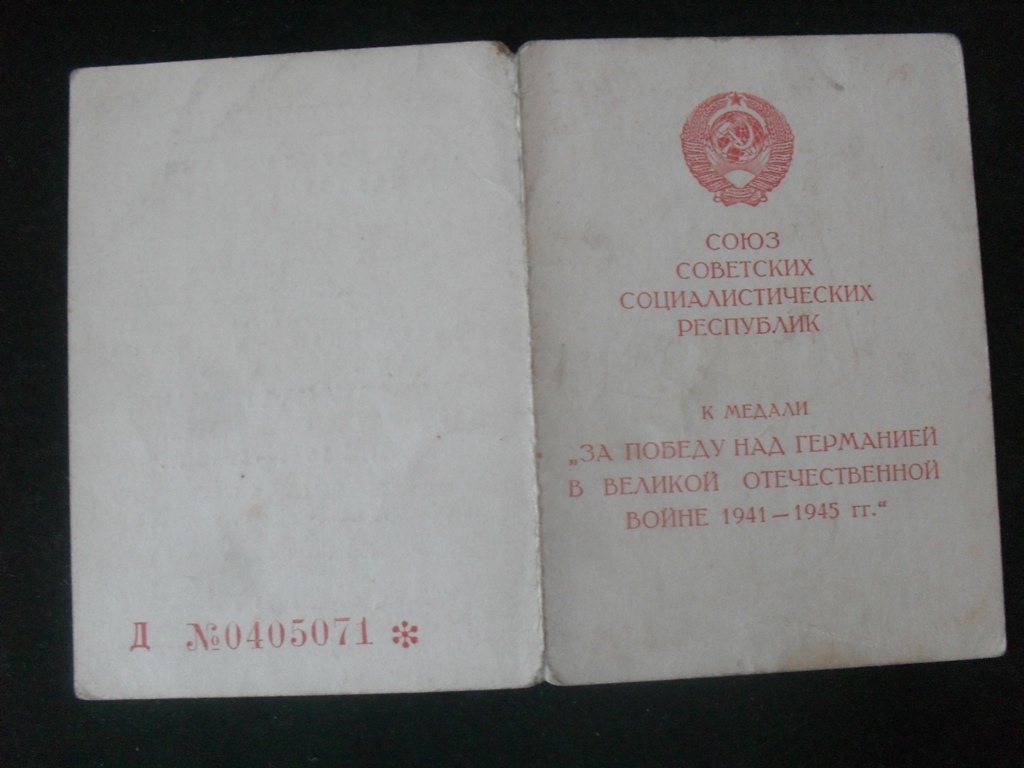 Д №0405071 *
СОЮЗ
СОВЕТСКИХ
СОЦИАЛИСТИЧЕСКИХ
РЕСПУБЛИК
К МЕДАЛИ
„ЗА ПОБЕДУ НАД ГЕРМАНИЕЙ
В ВЕЛИКОЙ ОТЕЧЕСТВЕННОЙ
ВОЙНЕ 1941—1945 гг.“